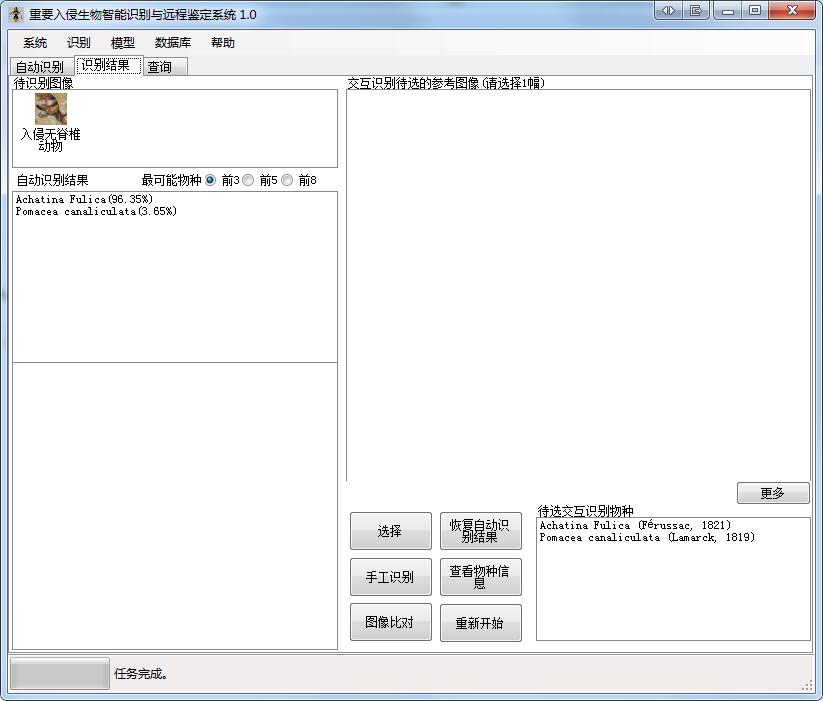 重要入侵生物智能识别与远程鉴定系统 1.0
系统 识别 模型 数据库 帮助
自动识别 识别结果 查询
待识别图像
入侵无脊椎
动物
自动识别结果 最可能物种 前3 前5 前8
Achatina Fulica(96.35%)
Pomacea canaliculata(3.65%)
交互识别待选的参考图像(请选择1幅)
更多
选择
恢复自动识
别结果
手工识别
查看物种信
息
图像比对
重新开始
待选交互识别物种
Achatina Fulica (Férussac, 1821)
Pomacea canaliculata (Lamarck, 1819)
任务完成。